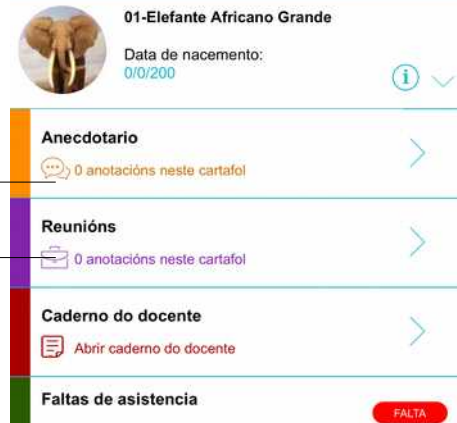 01-Elefante Africano Grande
Data de nacemento:
0/0/200
Anecdotario
0 anotacións neste cartafol
Reunións
0 anotacións neste cartafol
Caderno do docente
Abrir caderno do docente
Faltas de asistencia
FALTA